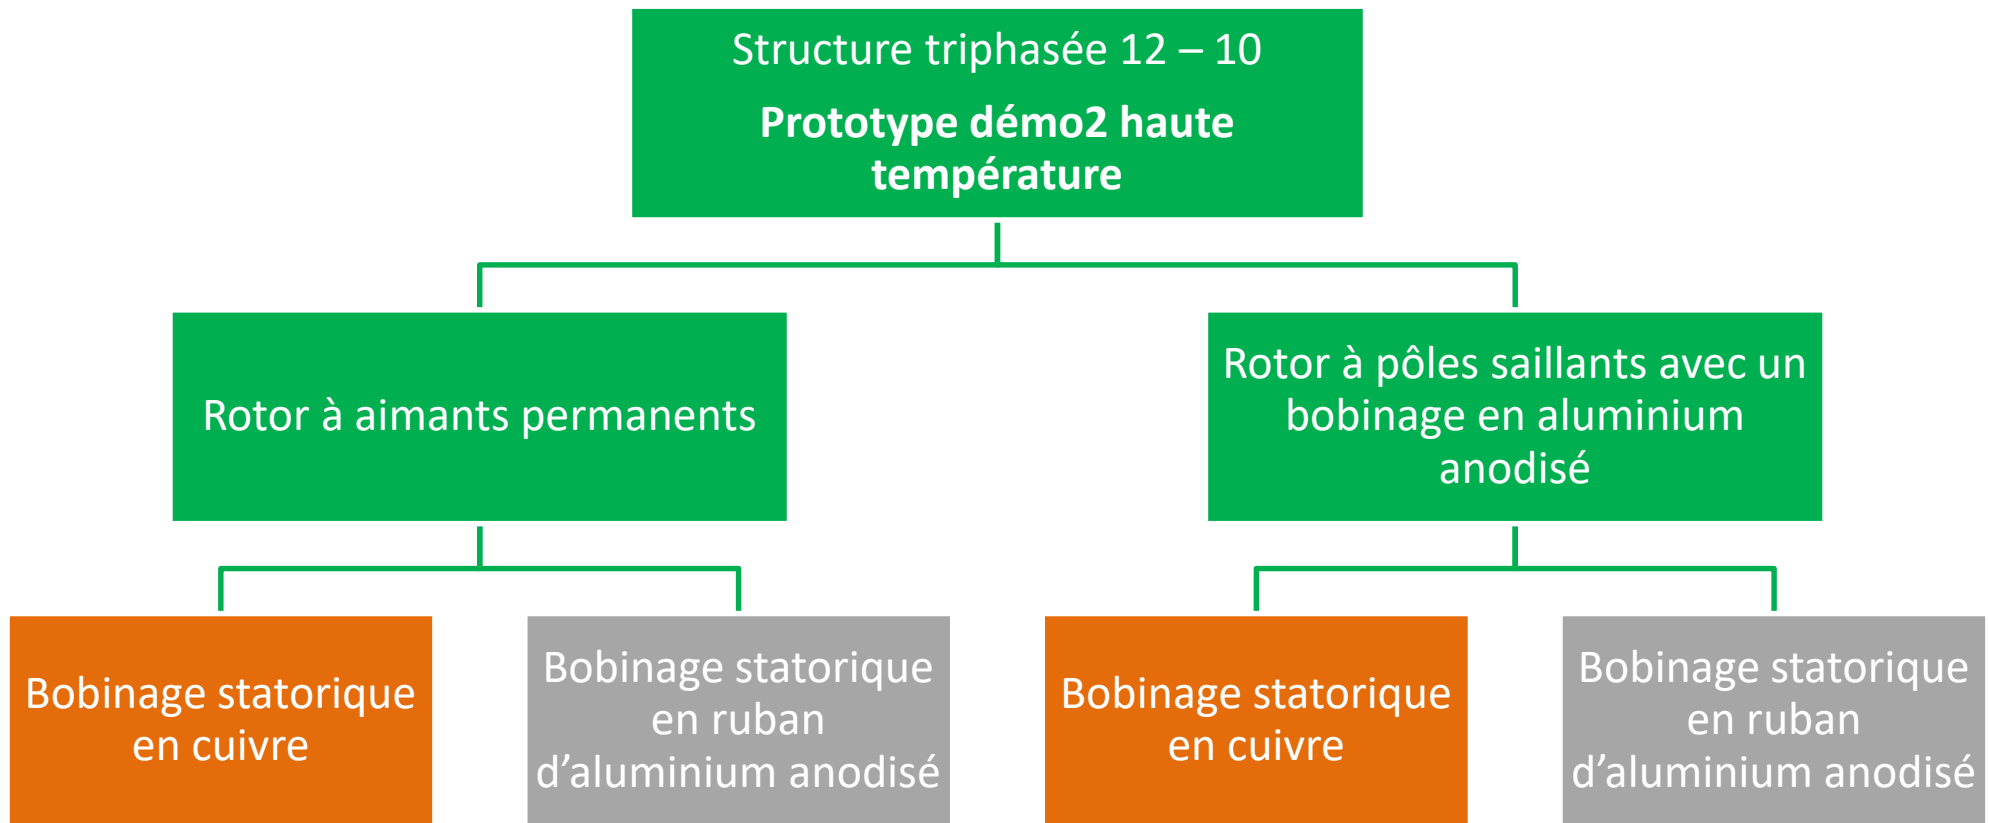 Structure triphasée 12 – 10
Prototype démo2 haute
température
Rotor à aimants permanents
Rotor à pôles saillants avec un
bobinage en aluminium
anodisé
Bobinage statorique
en cuivre
Bobinage statorique
en ruban
d’aluminium anodisé
Bobinage statorique
en cuivre
Bobinage statorique
en ruban
d’aluminium anodisé